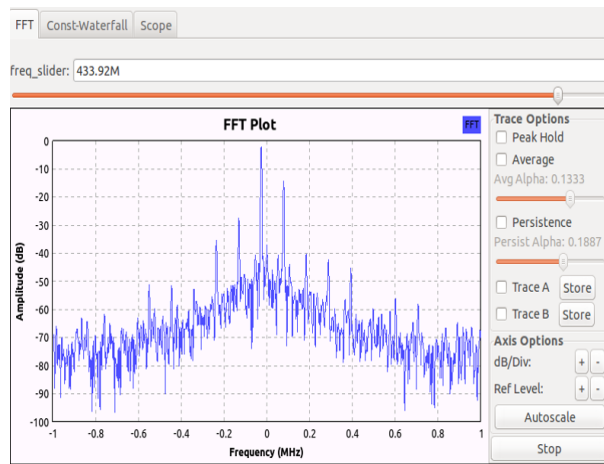 FFT Const-Waterfall Scope
freq_slider: 433.92M
FFT Plot
FFT
0
-10
-20
-30
-40
-50
-60
-70
-80
-90
-100
Amplitude (dB)
-1 -0.8 -0.6 -0.4 -0.2 0 0.2 0.4 0.6 0.8 1
Frequency (MHz)
Trace Options
Peak Hold
Average
Avg Alpha: 0.1333
Persistence
Persist Alpha: 0.1887
Trace A Store
Trace B Store
Axis Options
dB/Div: + -
Ref Level: + -
Autoscale
Stop